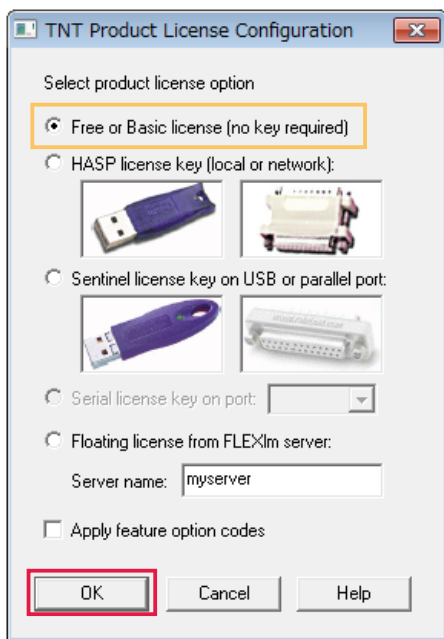 TNT Product License Configuration
Select product license option
Free or Basic license (no key required)
HASP license key (local or network):
Sentinel license key on USB or parallel port:
Serial license key on port:
Floating license from FLEXlm server:
Server name: myserver
Apply feature option codes
OK Cancel Help